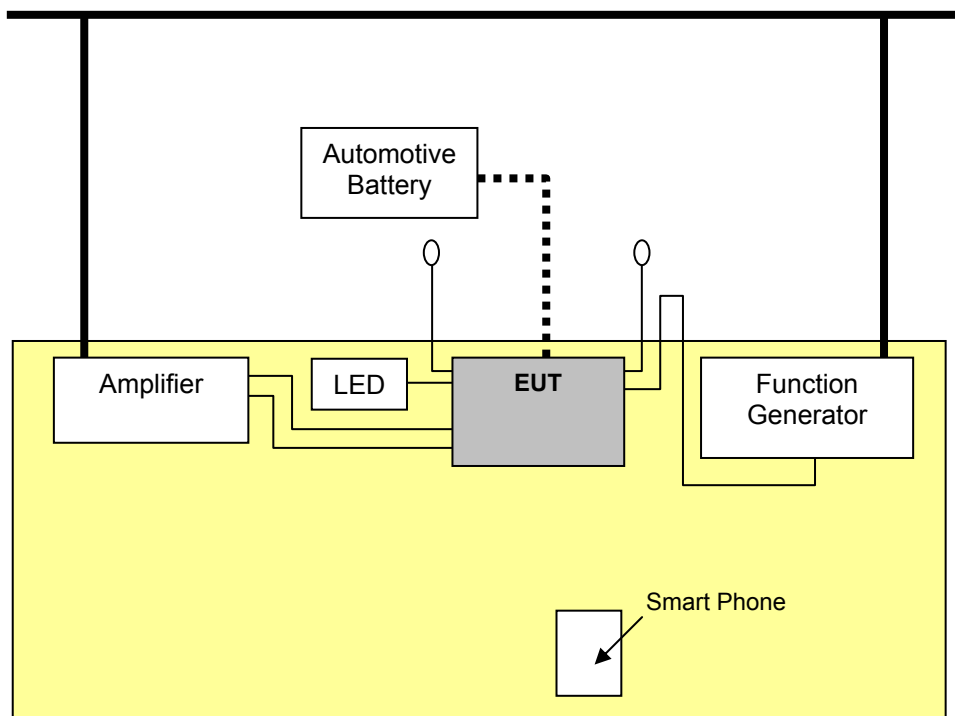 Automotive
Battery
Amplifier
LED
EUT
Function
Generator
Smart Phone